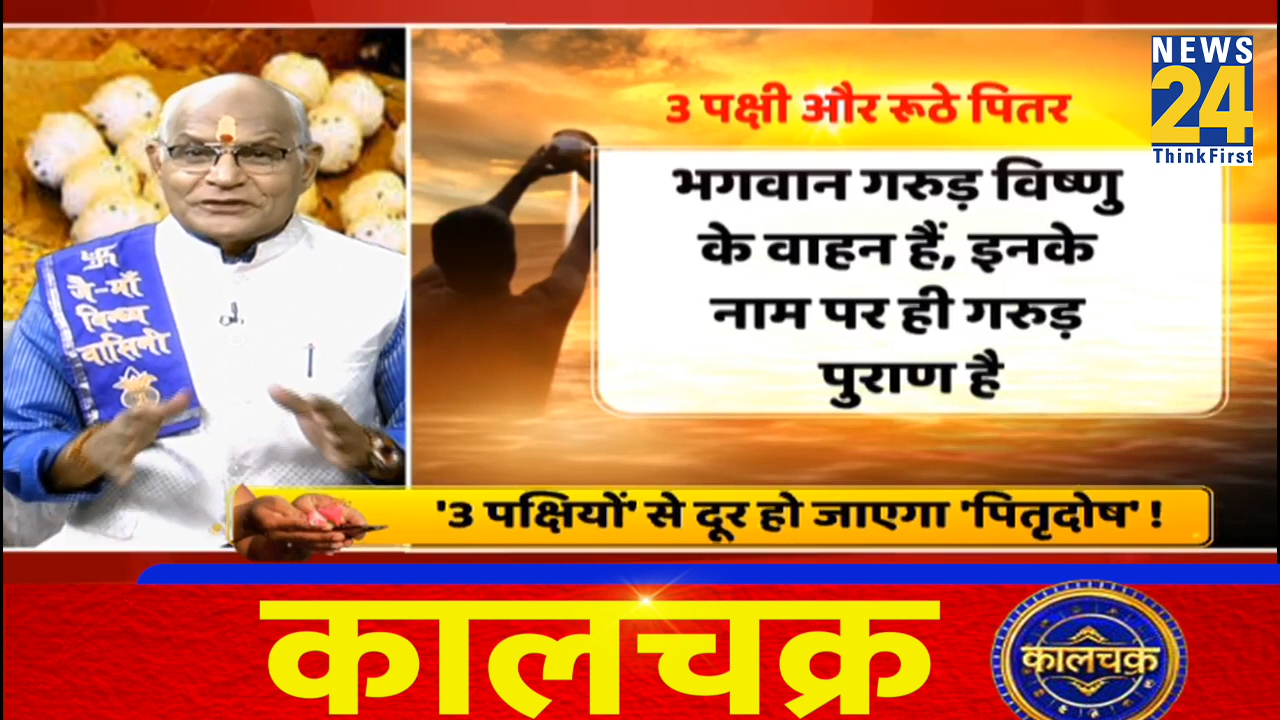 NEWS
24
ThinkFirst
3 पक्षी और रूठे पितर
भगवान गरुड़ विष्णु
के वाहन हैं, इनके
नाम पर ही गरुड़
पुराण है
जै-माँ
विन्ध्य
वासिनी
'3 पक्षियों' से दूर हो जाएगा 'पितृदोष' !
कालचक्र
कालचक्र